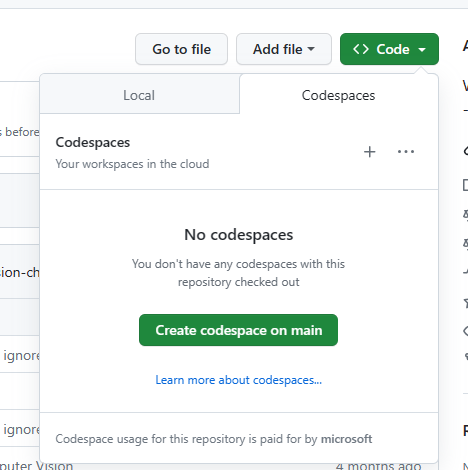 Go to file
Add file
Code
Local
Codespaces
Codespaces
Your workspaces in the cloud
No codespaces
You don't have any codespaces with this
repository checked out
Create codespace on main
Learn more about codespaces...
Codespace usage for this repository is paid for by microsoft
s before
sion-ch
ignore
ignore
puter Vision
4 months ago